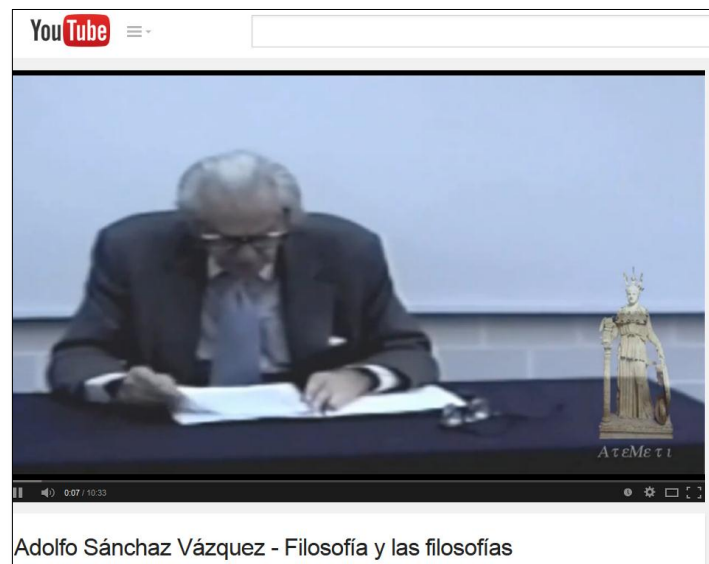 YouTube
ΑτεΜετι
0:07 / 10:33
Adolfo Sánchaz Vázquez - Filosofía y las filosofías